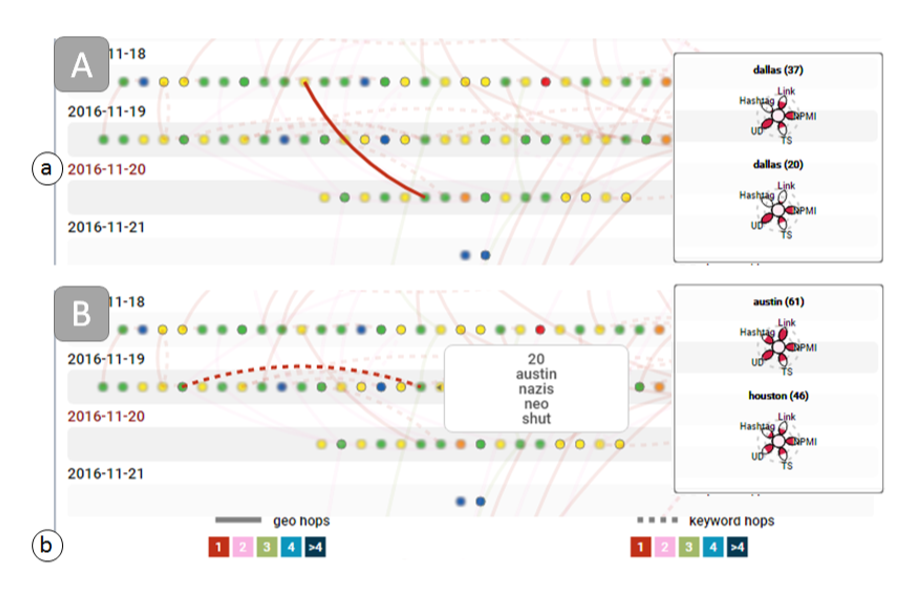 A
11-18
2016-11-19
a
2016-11-20
2016-11-21
dallas (37)
Link
Hashtag
NPMI
UD
TS
dallas (20)
Link
Hashtag
NPMI
UD
TS
B
11-18
2016-11-19
2016-11-20
2016-11-21
20
austin
nazis
neo
shut
austin (61)
Link
Hashtag
NPMI
UD
TS
houston (46)
Link
Hashtag
NPMI
UD
TS
b
geo hops
1 2 3 4 >4
keyword hops
1 2 3 4 >4